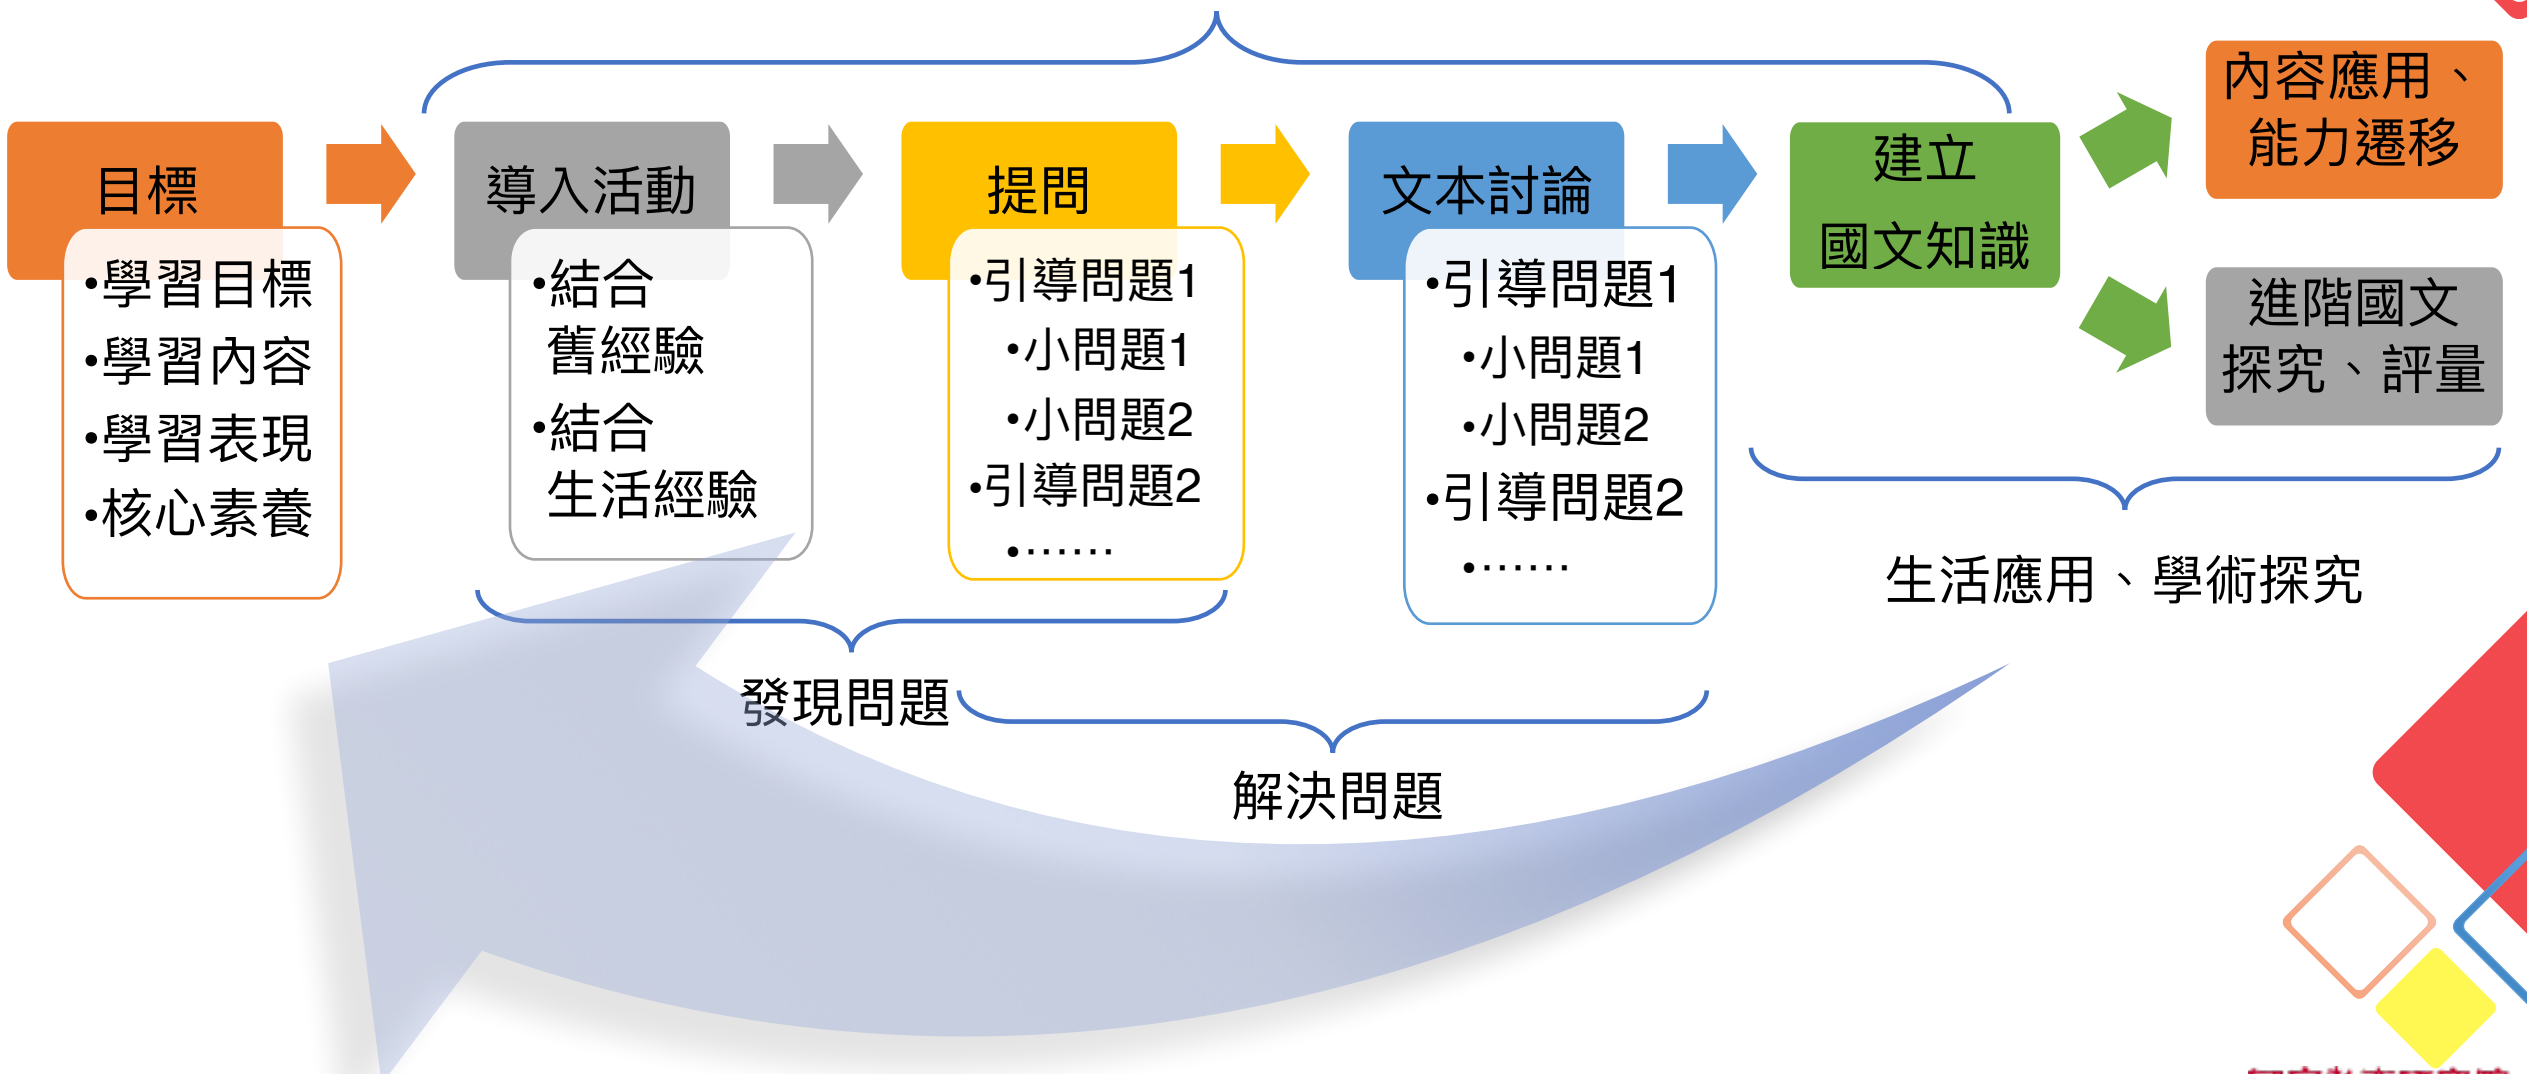 目標
•學習目標
•學習內容
•學習表現
•核心素養
導入活動
•結合
舊經驗
•結合
生活經驗
提問
•引導問題1
•小問題1
•小問題2
•引導問題2
•⋯⋯
文本討論
•引導問題1
•小問題1
•小問題2
•引導問題2
•⋯⋯
建立
國文知識
內容應用、
能力遷移
進階國文
探究、評量
發現問題
解決問題
生活應用、學術探究